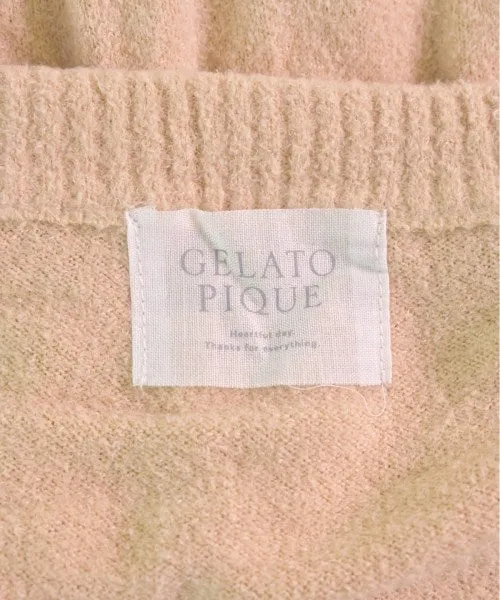 GELATO
PIQUE
Heartful day.
Thanks for everything.